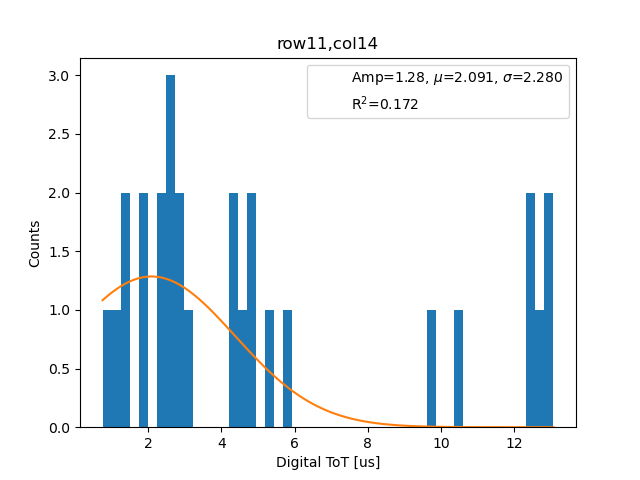 row11,col14
Amp=1.28, μ=2.091, σ=2.280
R²=0.172
3.0
2.5
2.0
1.5
1.0
0.5
0.0
Counts
2 4 6 8 10 12
Digital ToT [us]